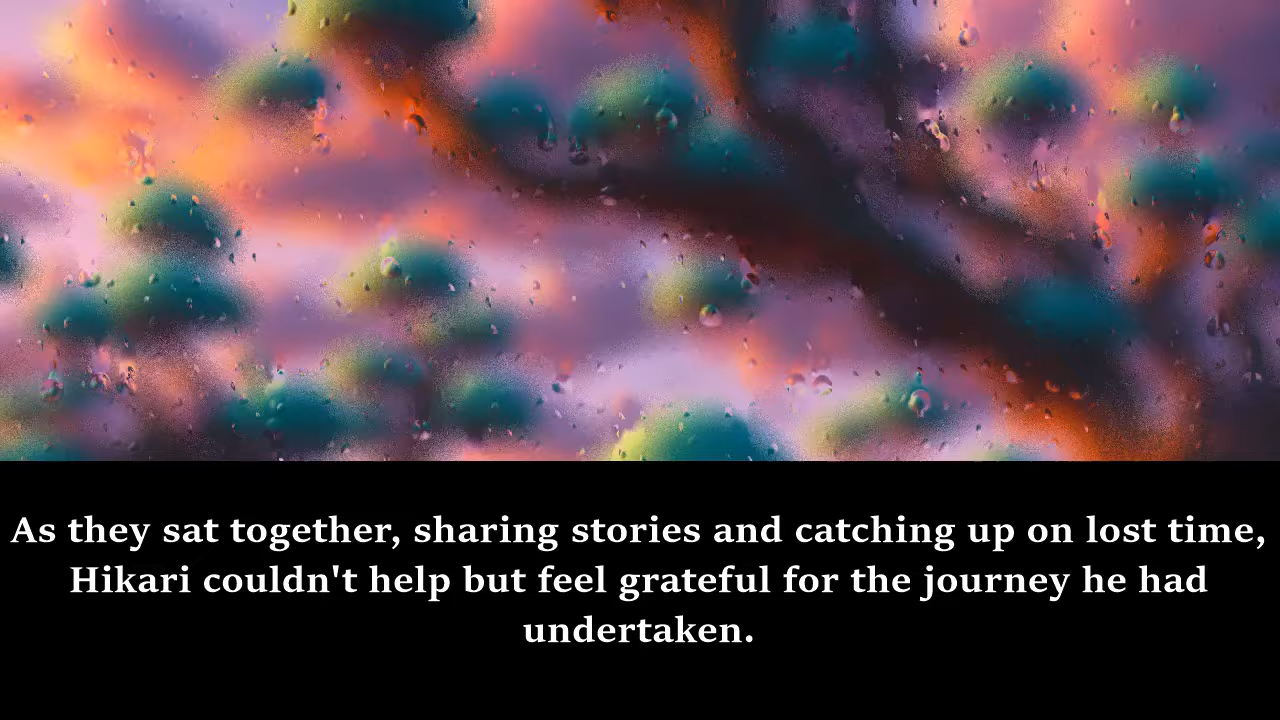 As they sat together, sharing stories and catching up on lost time,
Hikari couldn't help but feel grateful for the journey he had
undertaken.